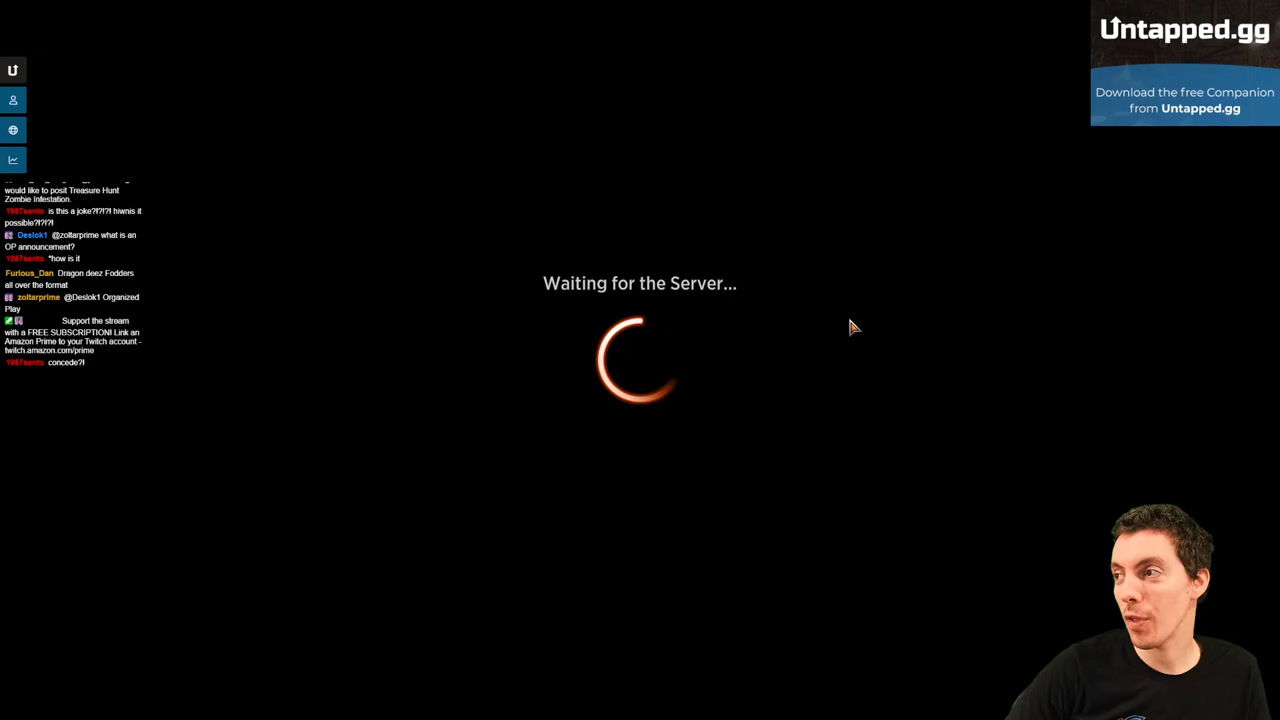 Untapped.gg
Download the free Companion
from Untapped.gg
would like to posit Treasure Hunt
Zombie Infestation.
1987santo is this a joke?!?!?! hiwnis it
possible?!?!?!
Deslok1 @zoltarprime what is an
OP announcement?
1987santo *how is it
Furious_Dan Dragon deez Fodders
all over the format
zoltarprime @Deslok1 Organized
Play
Support the stream
with a FREE SUBSCRIPTION! Link an
Amazon Prime to your Twitch account -
twitch.amazon.com/prime
1987santo concede?!
Waiting for the Server...